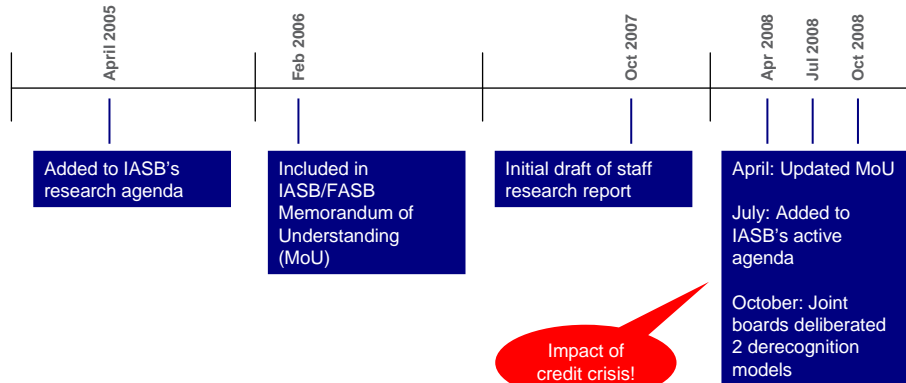 April 2005
Feb 2006
Oct 2007
Apr 2008
Jul 2008
Oct 2008
Added to IASB's
research agenda
Included in
IASB/FASB
Memorandum of
Understanding
(MoU)
Initial draft of staff
research report
April: Updated MoU
July: Added to
IASB's active
agenda
October: Joint
boards deliberated
2 derecognition
models
Impact of
credit crisis!